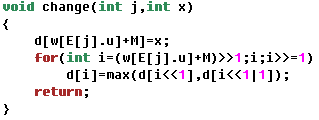 void change(int j,int x)
{
    d[w[E[j].u]+M]=x;
    for(int i=(w[E[j].u]+M)>>1;i;i>>=1)
        d[i]=max(d[i<<1],d[i<<1|1]);
    return;
}